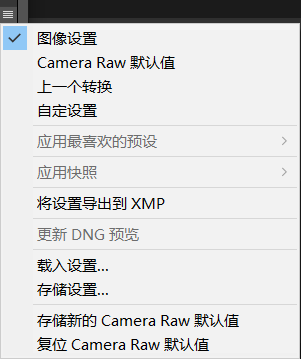 图像设置
Camera Raw 默认值
上一个转换
自定设置
应用最喜欢的预设
应用快照
将设置导出到 XMP
更新 DNG 预览
载入设置...
存储设置...
存储新的 Camera Raw 默认值
复位 Camera Raw 默认值